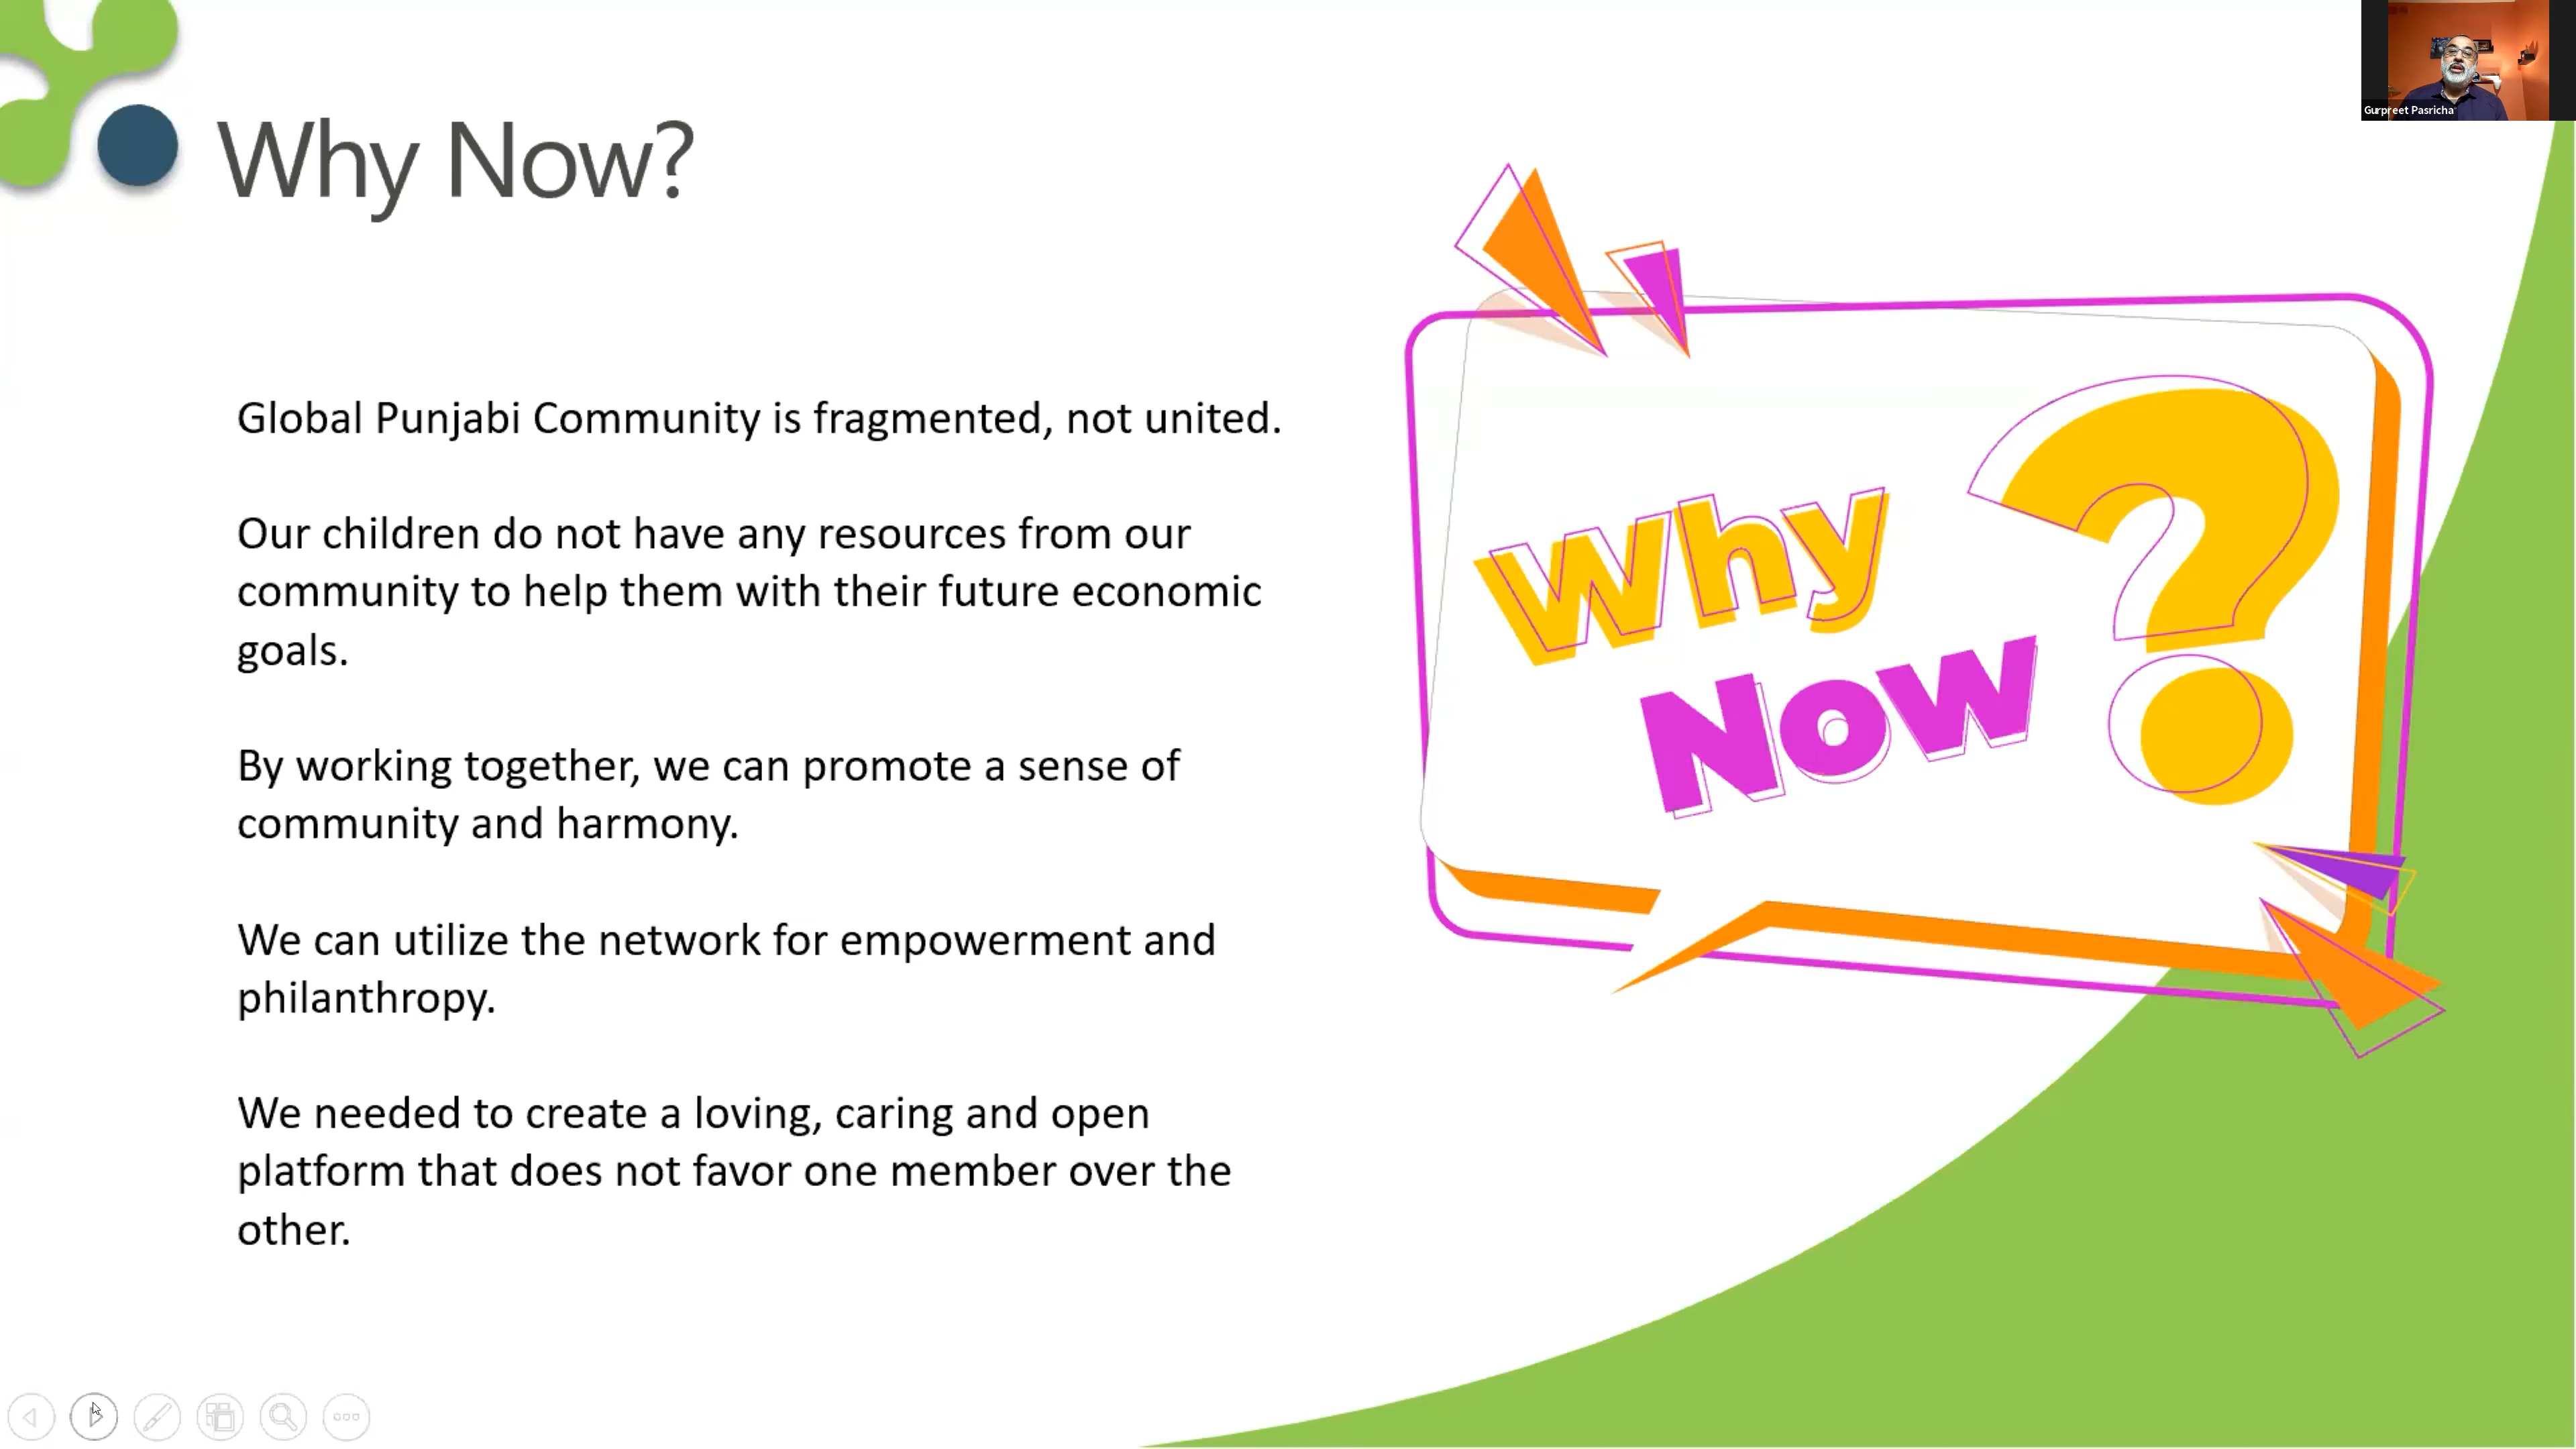 Gurpreet Pasricha
Why Now?
Global Punjabi Community is fragmented, not united.
Our children do not have any resources from our
community to help them with their future economic
goals.
By working together, we can promote a sense of
community and harmony.
We can utilize the network for empowerment and
philanthropy.
We needed to create a loving, caring and open
platform that does not favor one member over the
other.
Why
Now
?